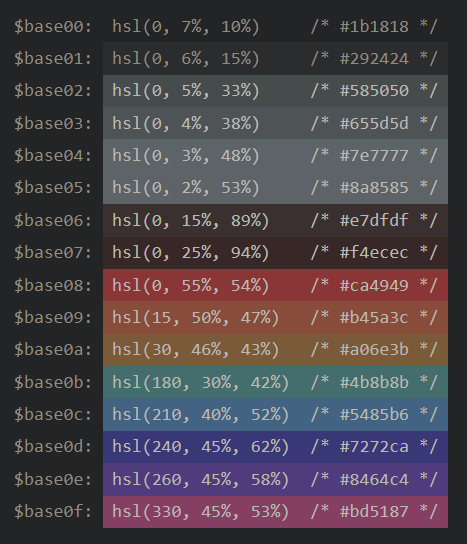 $base00: hsl(0, 7%, 10%) /* #1b1818 */
$base01: hsl(0, 6%, 15%) /* #292424 */
$base02: hsl(0, 5%, 33%) /* #585050 */
$base03: hsl(0, 4%, 38%) /* #655d5d */
$base04: hsl(0, 3%, 48%) /* #7e7777 */
$base05: hsl(0, 2%, 53%) /* #8a8585 */
$base06: hsl(0, 15%, 89%) /* #e7dfdf */
$base07: hsl(0, 25%, 94%) /* #f4ecec */
$base08: hsl(0, 55%, 54%) /* #ca4949 */
$base09: hsl(15, 50%, 47%) /* #b45a3c */
$base0a: hsl(30, 46%, 43%) /* #a06e3b */
$base0b: hsl(180, 30%, 42%) /* #4b8b8b */
$base0c: hsl(210, 40%, 52%) /* #5485b6 */
$base0d: hsl(240, 45%, 62%) /* #7272ca */
$base0e: hsl(260, 45%, 58%) /* #8464c4 */
$base0f: hsl(330, 45%, 53%) /* #bd5187 */